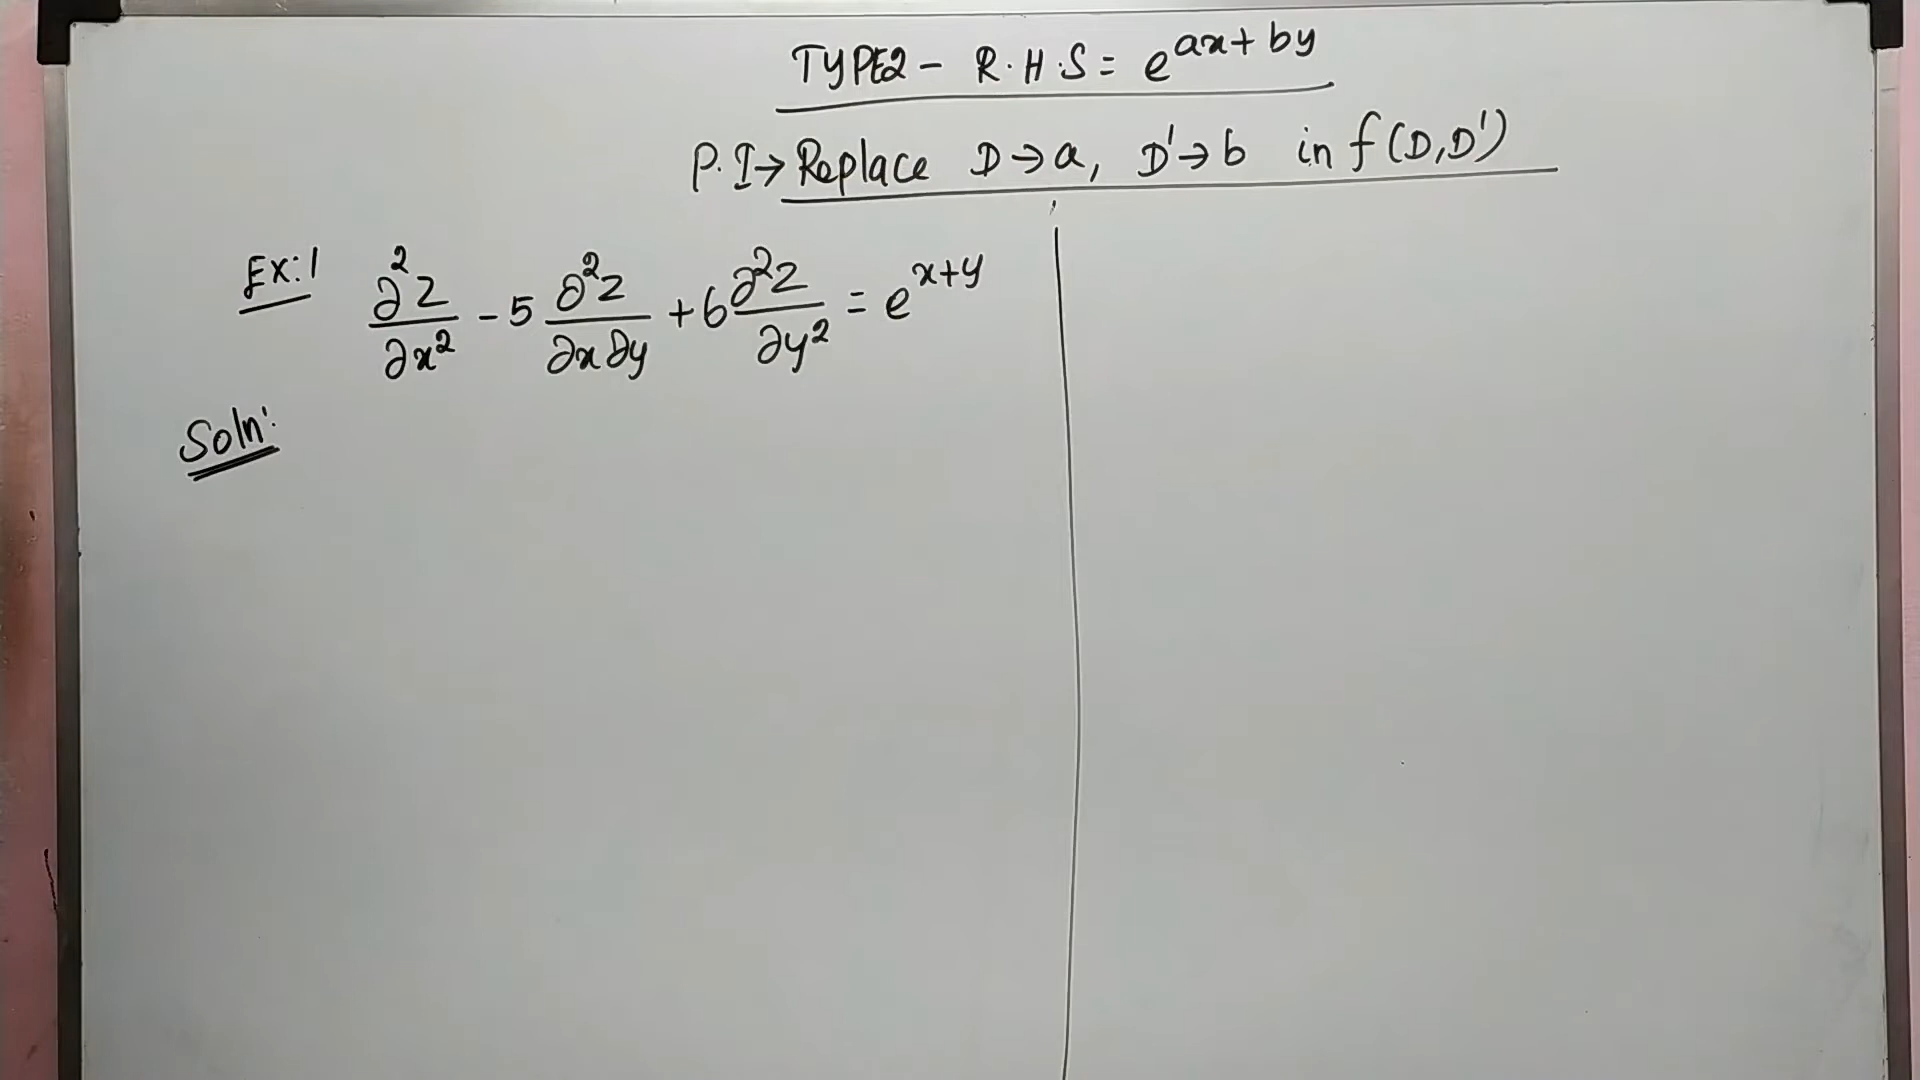 TYPE2 - R.H.S = e^{ax+by}
P.I → Replace D → a, D' → b in f(D,D')
Ex:1 ∂²z/∂x² - 5 ∂²z/∂x∂y + 6 ∂²z/∂y² = e^{x+y}
Soln: